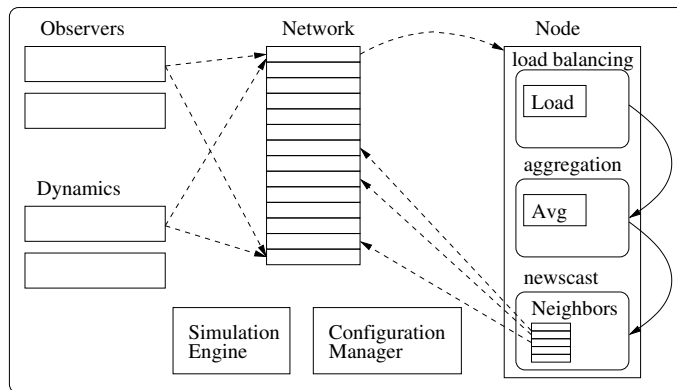 Observers
Network
Node
load balancing
Load
aggregation
Dynamics
Avg
newscast
Neighbors
Simulation
Engine
Configuration
Manager